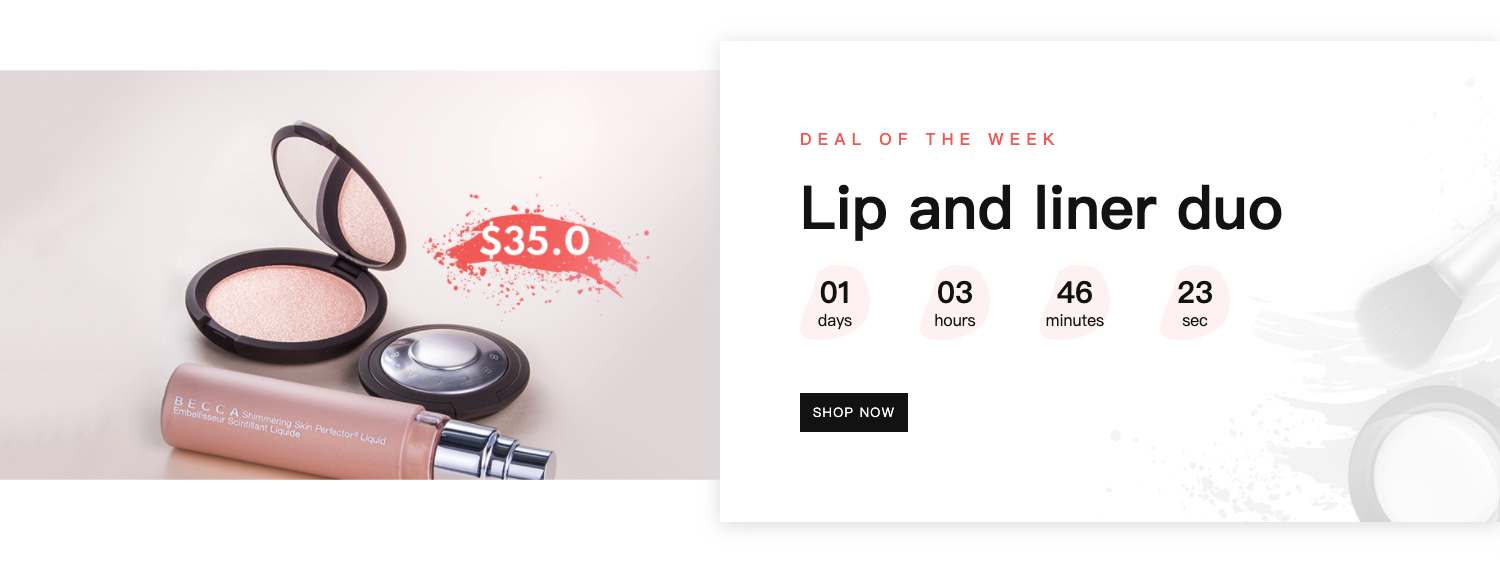 $35.0
BECCA Shimmering Skin Perfector® Liquid
Embellisseur Scintillant Liquide
DEAL OF THE WEEK
Lip and liner duo
01 03 46 23
days hours minutes sec
SHOP NOW